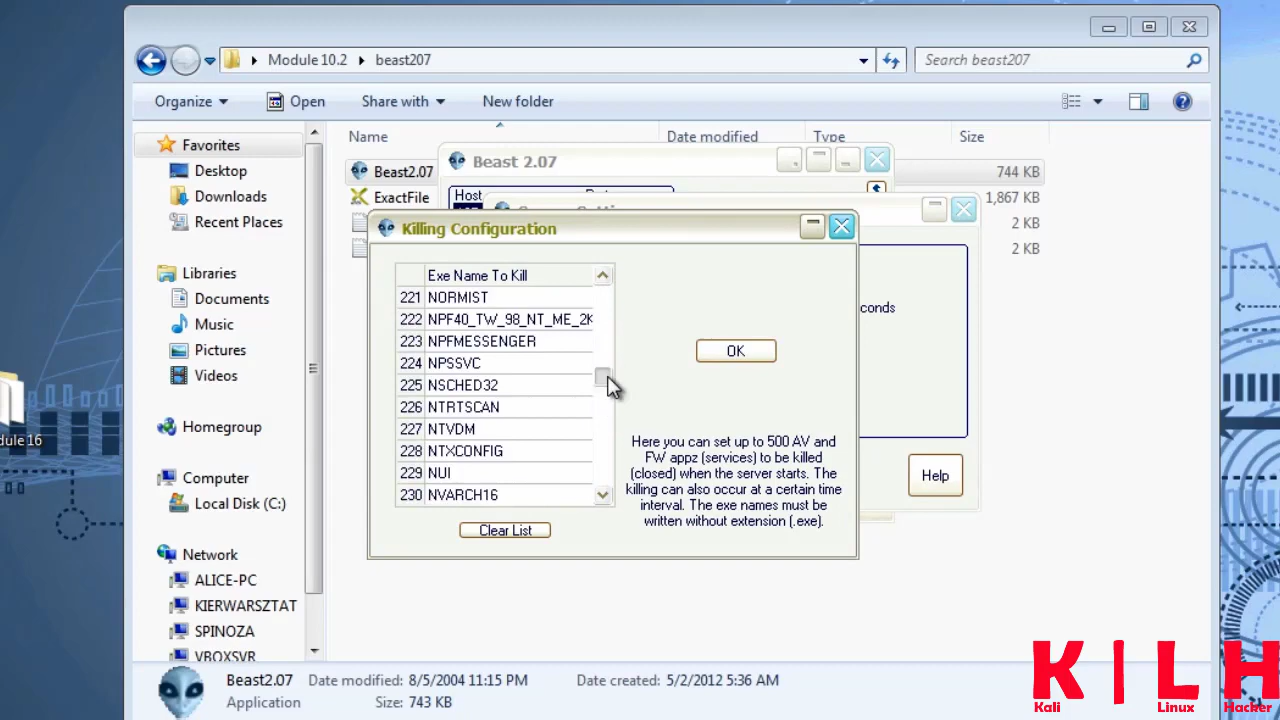 Module 10.2
beast207
Search beast207
Organize
Open
Share with
New folder
Name
Date modified
Type
Size
Favorites
Desktop
Downloads
Recent Places
Libraries
Documents
Music
Pictures
Videos
Homegroup
Computer
Local Disk (C:)
Network
ALICE-PC
KIERWARSZTAT
SPINOZA
VBOXSVR
Beast2.07
744 KB
ExactFile
1,867 KB
2 KB
2 KB
Beast 2.07
Host
Killing Configuration
Exe Name To Kill
221 NORMIST
222 NPF40_TW_98_NT_ME_2K
223 NPFMESSENGER
224 NPSSVC
225 NSCHED32
226 NTRTSCAN
227 NTVDM
228 NTXCONFIG
229 NUI
230 NVARCH16
Clear List
OK
Here you can set up to 500 AV and
FW appz (services) to be killed
(closed) when the server starts. The
killing can also occur at a certain time
interval. The exe names must be
written without extension (.exe).
conds
Help
dule 16
Beast2.07
Date modified: 8/5/2004 11:15 PM
Date created: 5/2/2012 5:36 AM
Application
Size: 743 KB
K|LH
Kali Linux Hacker